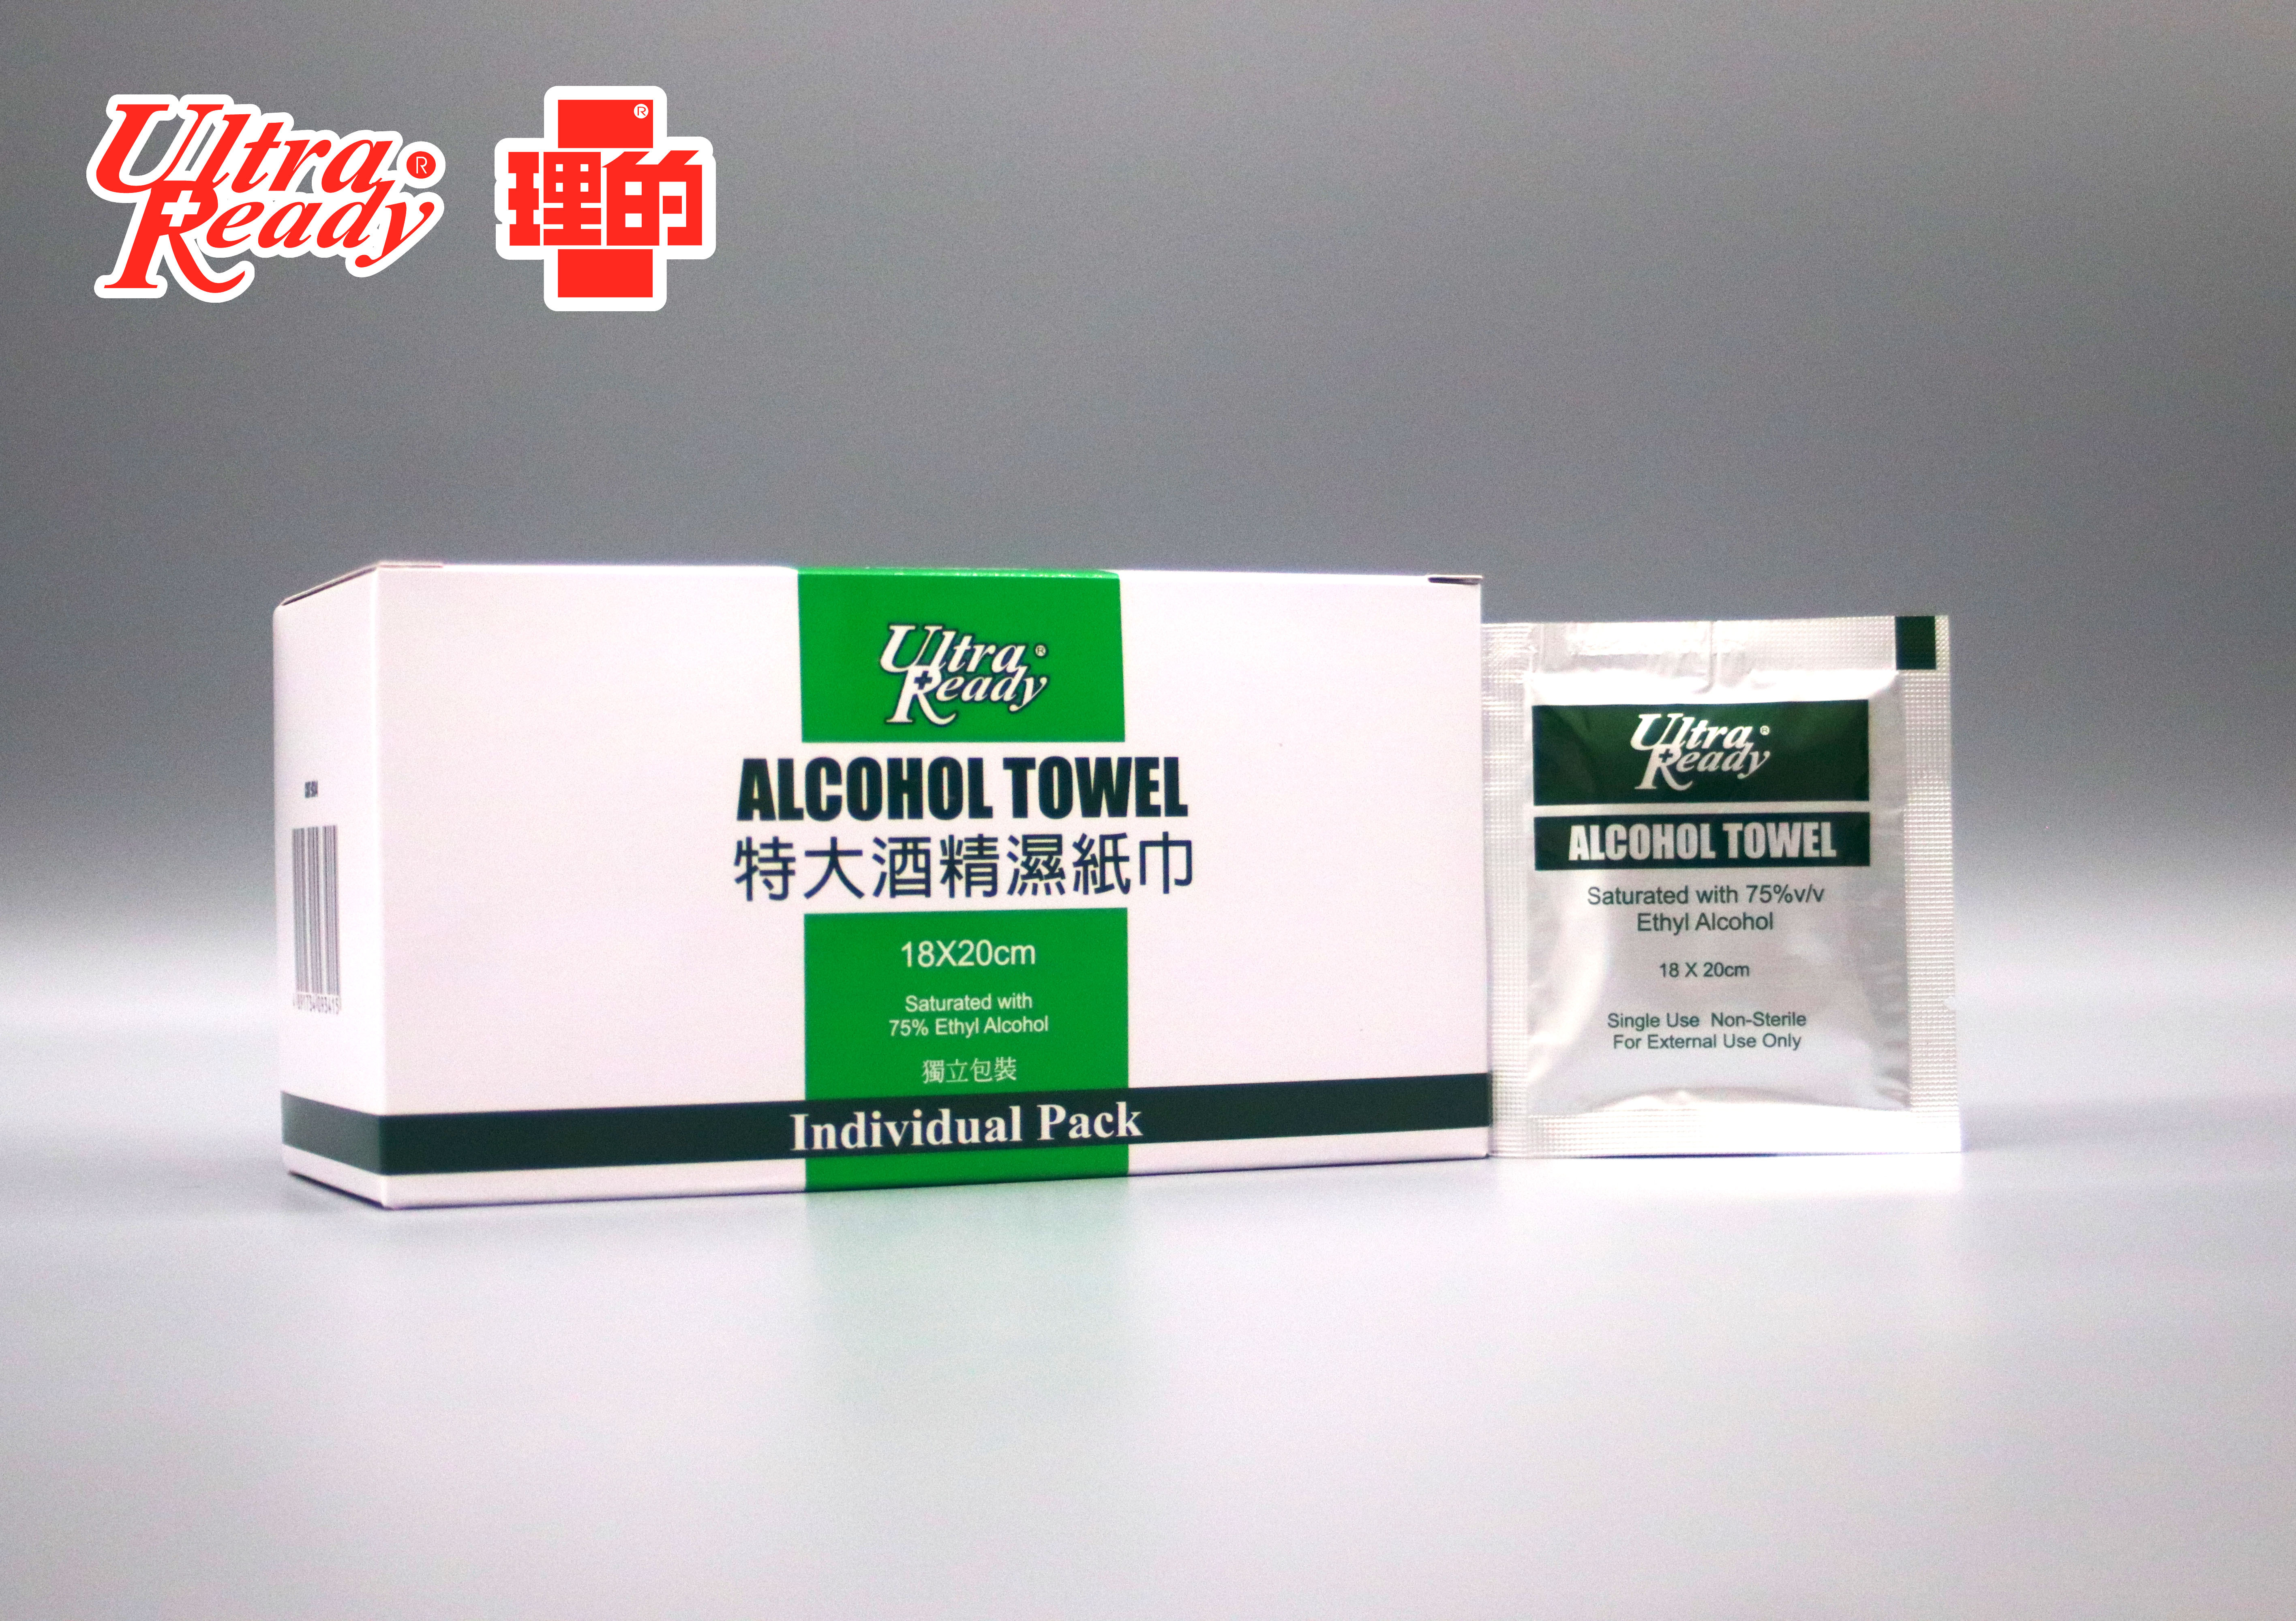 Ultra
Ready
®
理的
®
Ultra
Ready
®
ALCOHOL TOWEL
特大酒精濕紙巾
18X20cm
Saturated with
75% Ethyl Alcohol
獨立包裝
Individual Pack
Ultra
Ready
®
ALCOHOL TOWEL
Saturated with 75%v/v
Ethyl Alcohol
18 X 20cm
Single Use Non-Sterile
For External Use Only